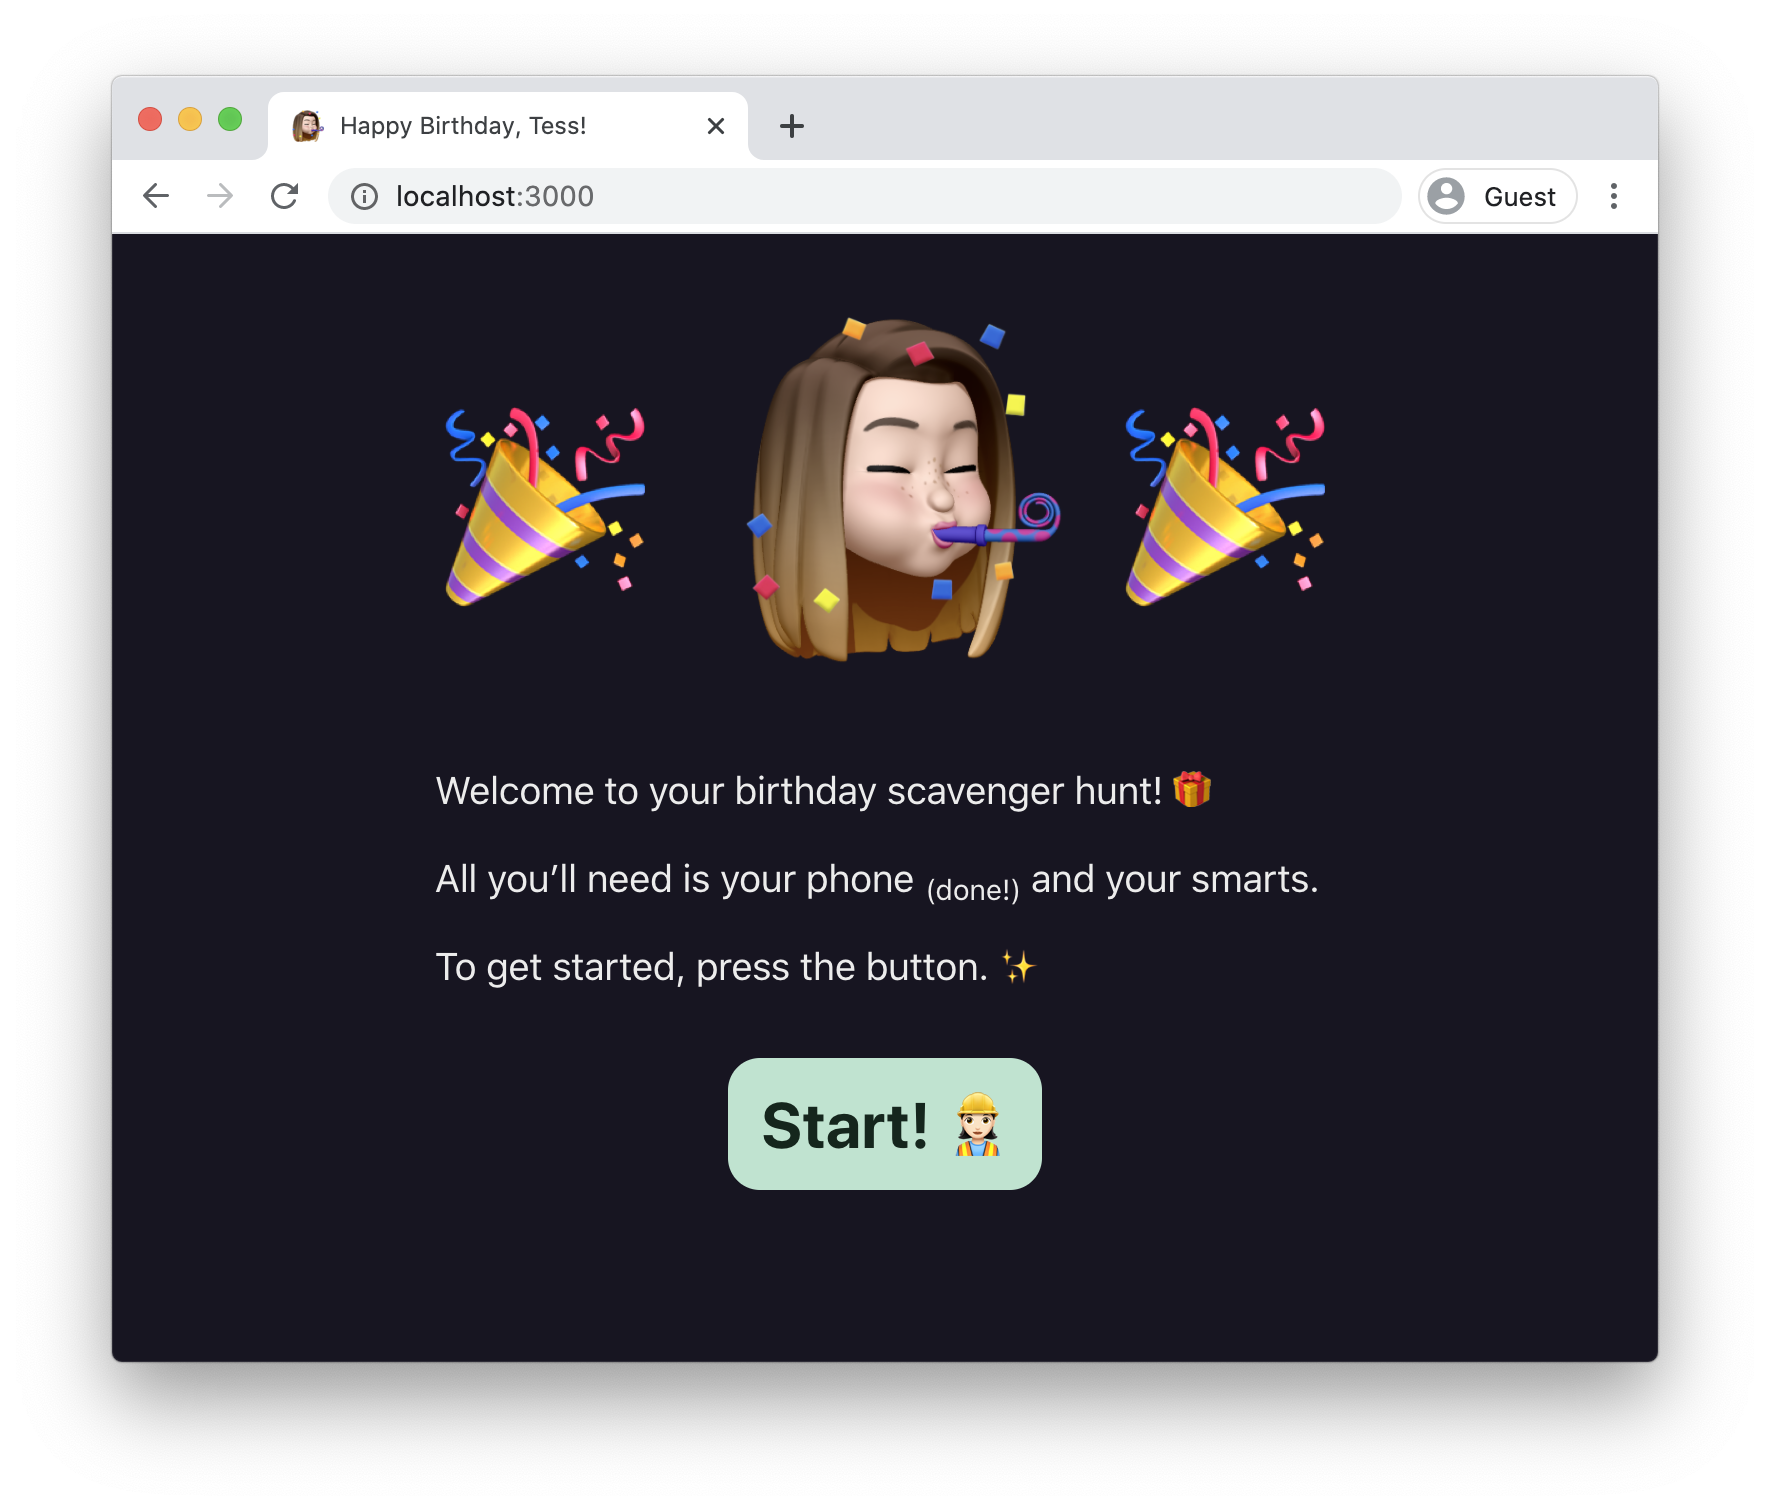 Happy Birthday, Tess!
localhost:3000
Guest
Welcome to your birthday scavenger hunt! 🎁
All you’ll need is your phone (done!) and your smarts.
To get started, press the button. ✨
Start! 👷🏻‍♀️